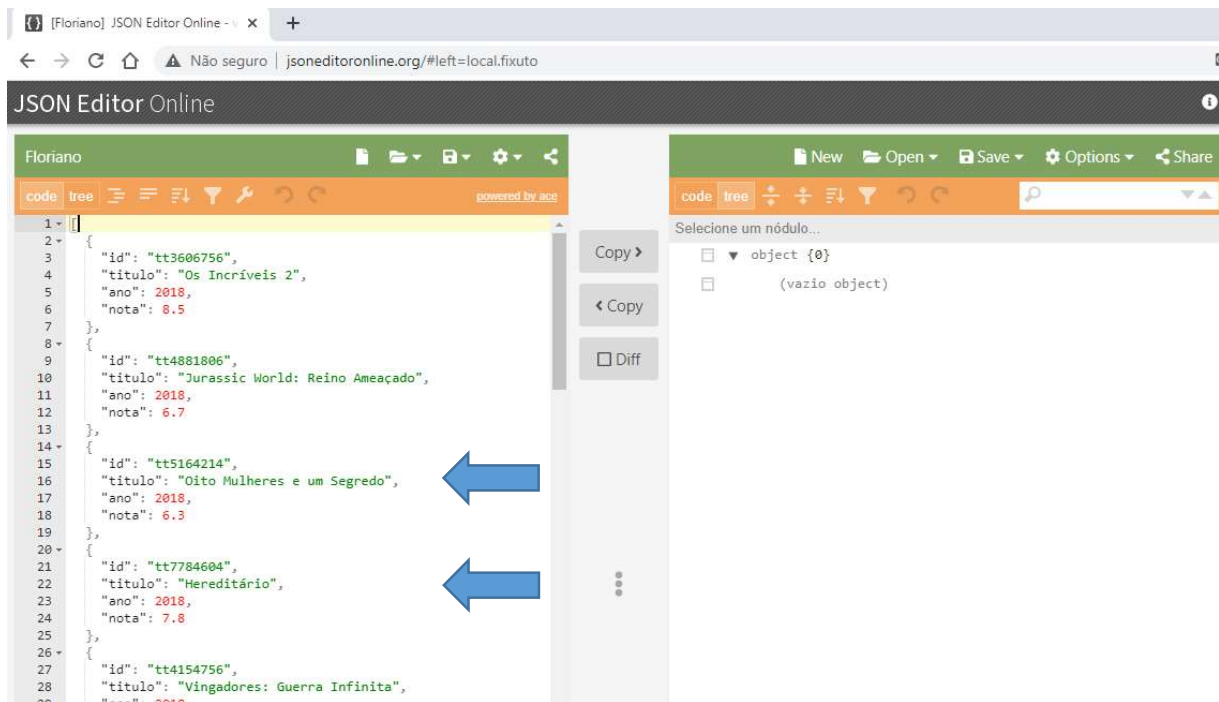 [Floriano] JSON Editor Online - v
Não seguro | jsoneditoronline.org/#left=local.fixuto
JSON Editor Online
Floriano
New Open Save Options Share
code tree powered by ace
code tree
Selecione um nódulo...
object {0}
(vazio object)
Copy >
< Copy
Diff
1 [
2 {
3 "id": "tt3606756",
4 "titulo": "Os Incríveis 2",
5 "ano": 2018,
6 "nota": 8.5
7 },
8 {
9 "id": "tt4881806",
10 "titulo": "Jurassic World: Reino Ameaçado",
11 "ano": 2018,
12 "nota": 6.7
13 },
14 {
15 "id": "tt5164214",
16 "titulo": "Oito Mulheres e um Segredo",
17 "ano": 2018,
18 "nota": 6.3
19 },
20 {
21 "id": "tt7784604",
22 "titulo": "Hereditário",
23 "ano": 2018,
24 "nota": 7.8
25 },
26 {
27 "id": "tt4154756",
28 "titulo": "Vingadores: Guerra Infinita",